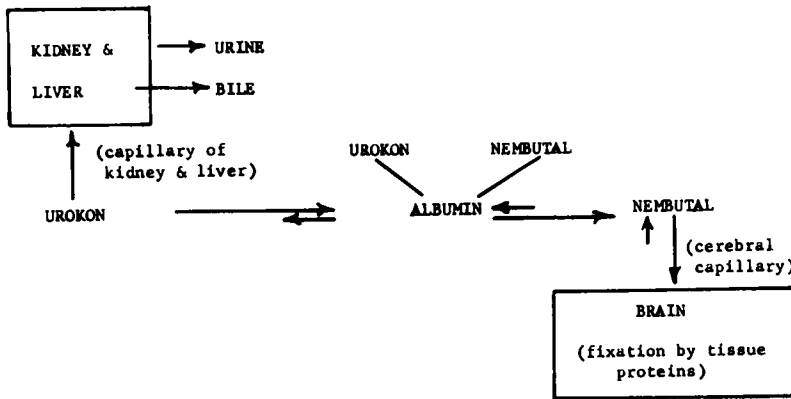 KIDNEY &
LIVER
URINE
BILE
(capillary of
kidney & liver)
UROKON
UROKON
NEMBUTAL
ALBUMIN
NEMBUTAL
(cerebral
capillary)
BRAIN
(fixation by tissue
proteins)